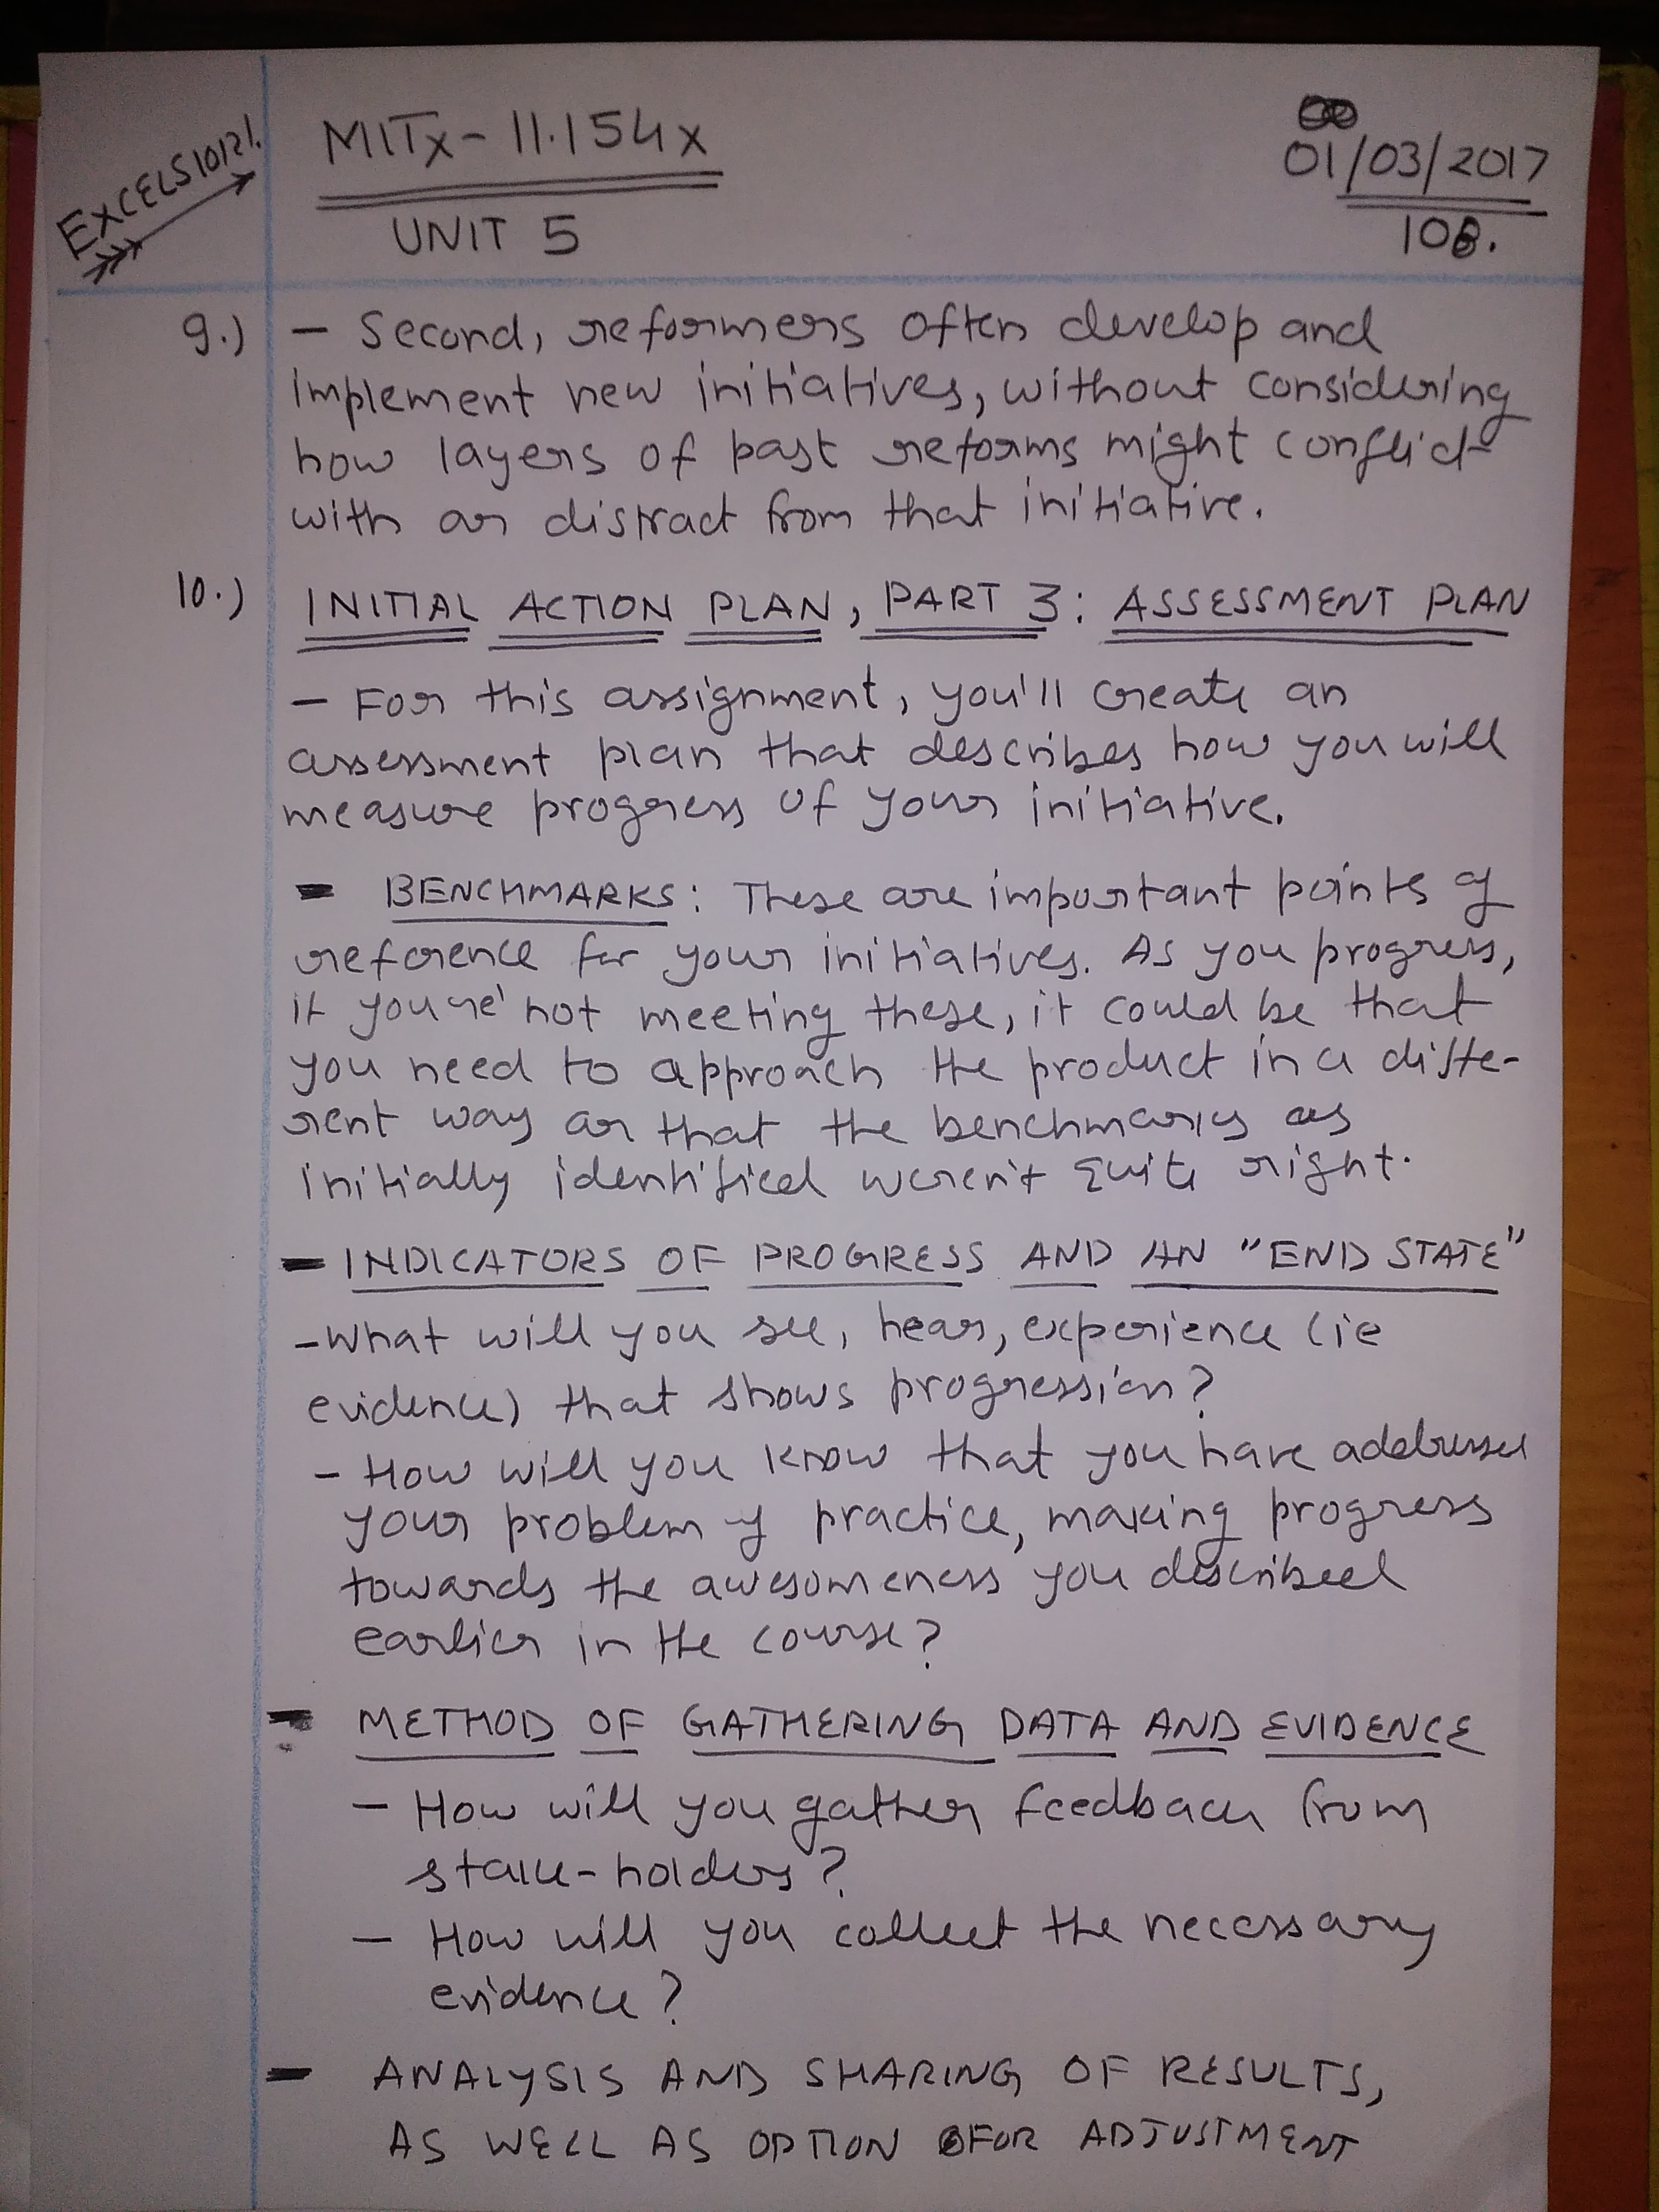 EXCELSIOR2!
MITx - 11.154x
UNIT 5
01/03/2017
108.
9.) - Second, reformers often develop and
implement new initiatives, without considering
how layers of past reforms might conflict
with or distract from that initiative.
10.) INITIAL ACTION PLAN, PART 3: ASSESSMENT PLAN
- For this assignment, you'll create an
assessment plan that describes how you will
measure progress of your initiative.
- BENCHMARKS: These are important points of
reference for your initiatives. As you progress,
if you're not meeting these, it could be that
you need to approach the product in a diffe-
rent way or that the benchmarks as
initially identified weren't quite right.
- INDICATORS OF PROGRESS AND AN "END STATE"
- What will you see, hear, experience (ie
evidence) that shows progression?
- How will you know that you have addressed
your problem of practice, making progress
towards the awesomeness you described
earlier in the course?
- METHOD OF GATHERING DATA AND EVIDENCE
- How will you gather feedback from
stake-holders?
- How will you collect the necessary
evidence?
- ANALYSIS AND SHARING OF RESULTS,
AS WELL AS OPTION FOR ADJUSTMENT